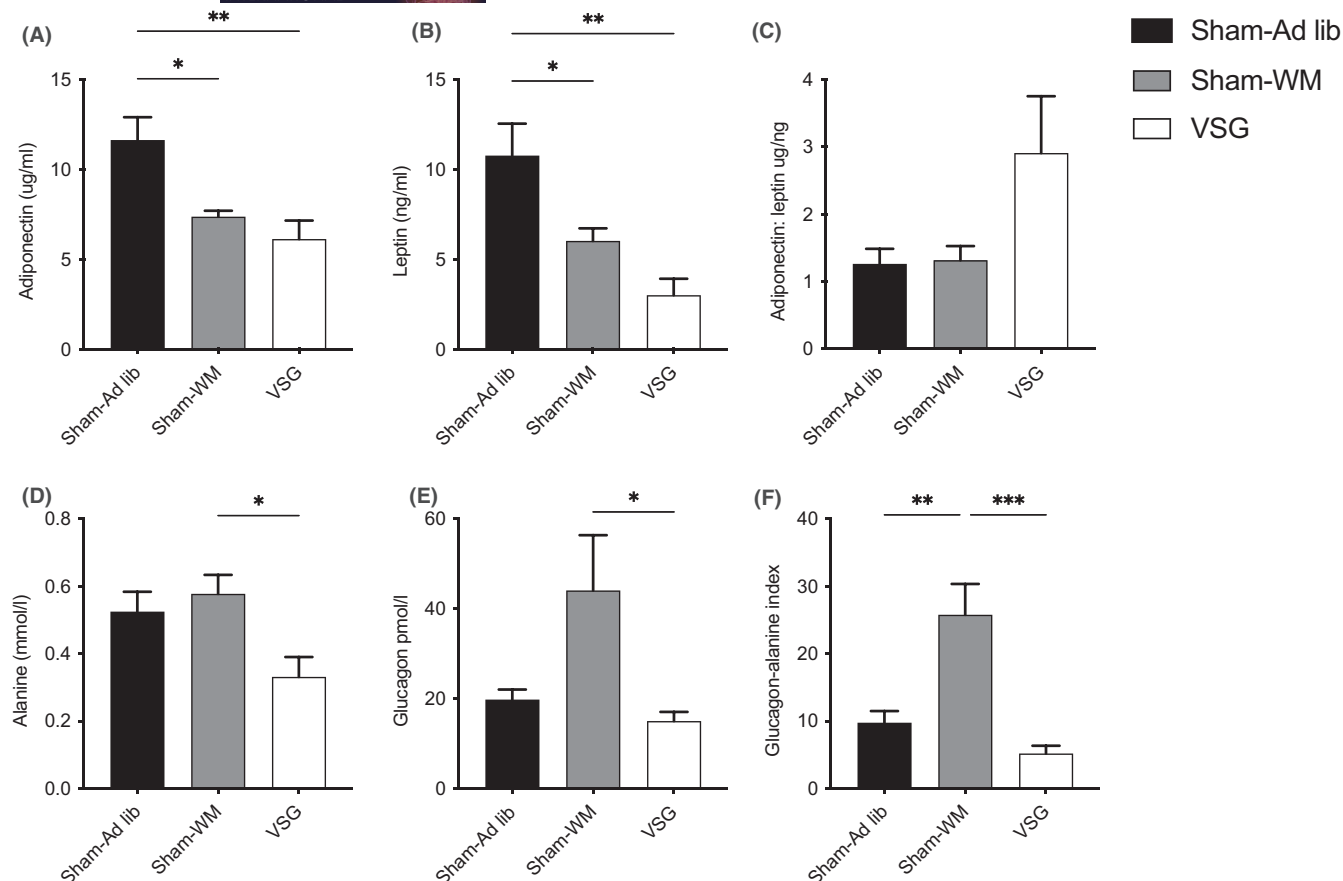 (A)
**
*
15
10
5
0
Adiponectin (ug/ml)
Sham-Ad lib
Sham-WM
VSG
(B)
**
*
15
10
5
0
Leptin (ng/ml)
Sham-Ad lib
Sham-WM
VSG
(C)
4
3
2
1
0
Adiponectin: leptin ug/ng
Sham-Ad lib
Sham-WM
VSG
Sham-Ad lib
Sham-WM
VSG
(D)
*
0.8
0.6
0.4
0.2
0.0
Alanine (mmol/l)
Sham-Ad lib
Sham-WM
VSG
(E)
*
60
40
20
0
Glucagon pmol/l
Sham-Ad lib
Sham-WM
VSG
(F)
** ***
40
30
20
10
0
Glucagon-alanine index
Sham-Ad lib
Sham-WM
VSG